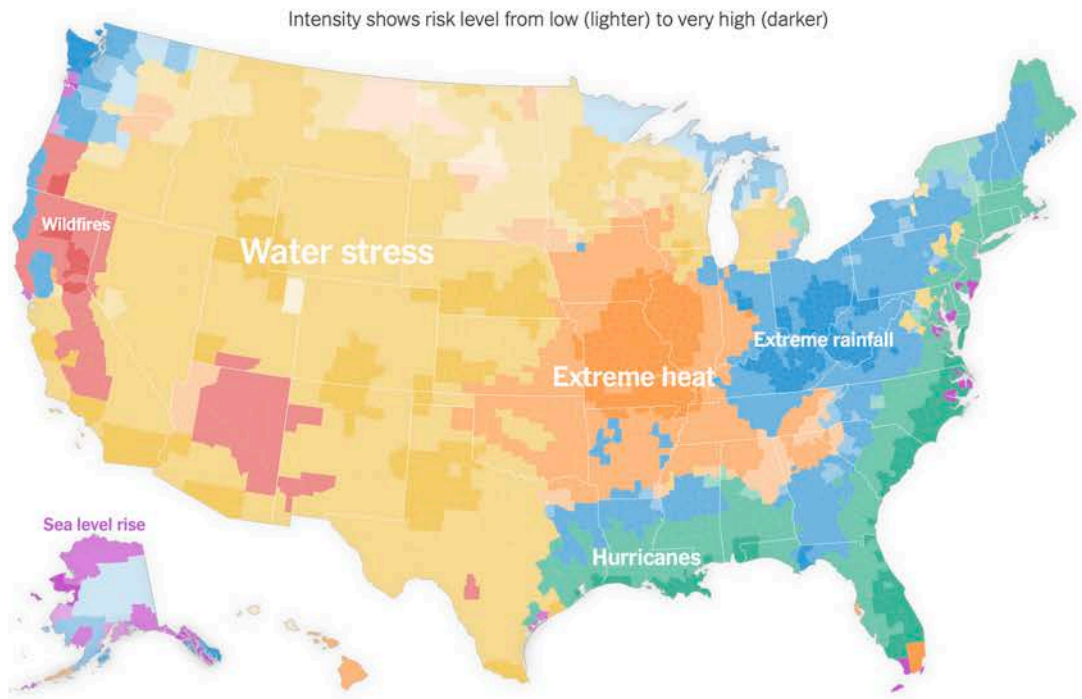 Intensity shows risk level from low (lighter) to very high (darker)
Wildfires
Water stress
Extreme rainfall
Extreme heat
Sea level rise
Hurricanes